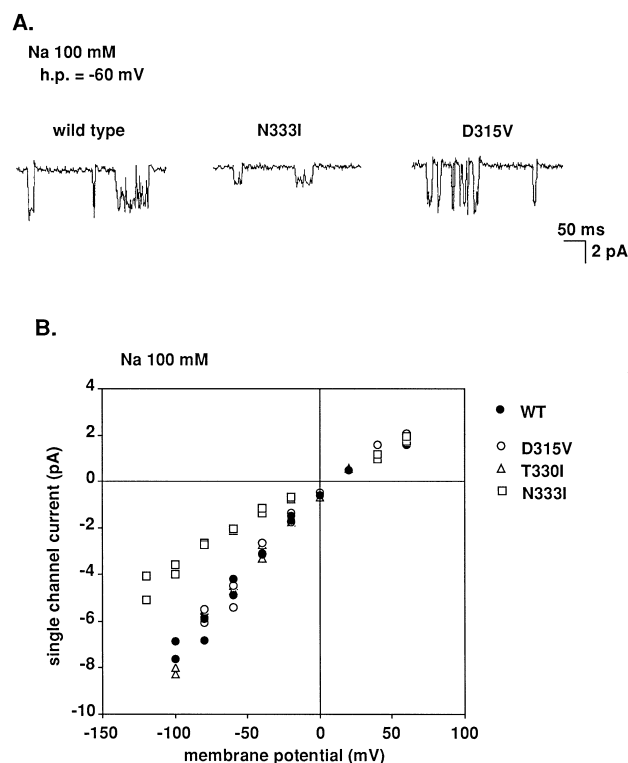 A.
Na 100 mM
h.p. = -60 mV
wild type
N333I
D315V
50 ms
2 pA
B.
Na 100 mM
4
2
0
-2
-4
-6
-8
-10
single channel current (pA)
-150
-100
-50
0
50
100
membrane potential (mV)
WT
D315V
T330I
N333I